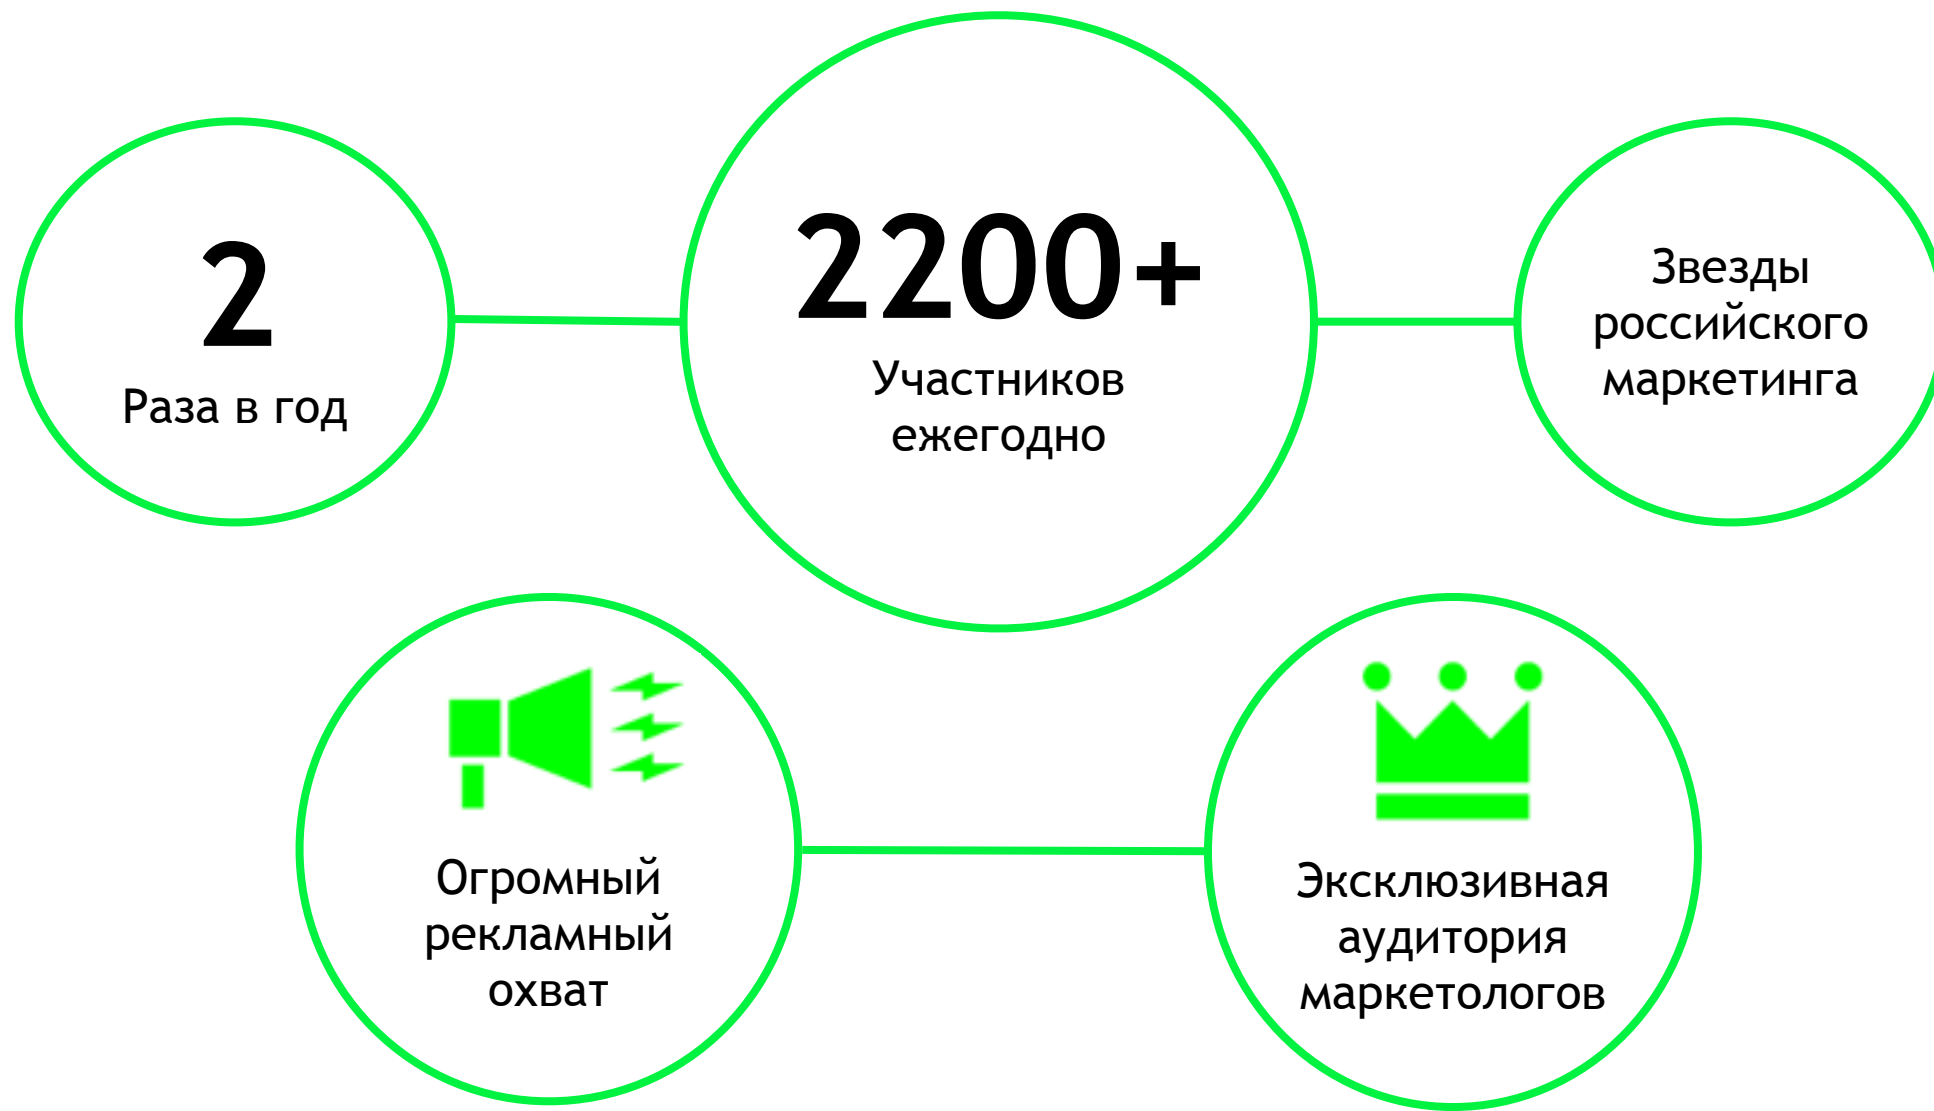 2
Раза в год
2200+
Участников
ежегодно
Звезды
российского
маркетинга
Огромный
рекламный
охват
Эксклюзивная
аудитория
маркетологов